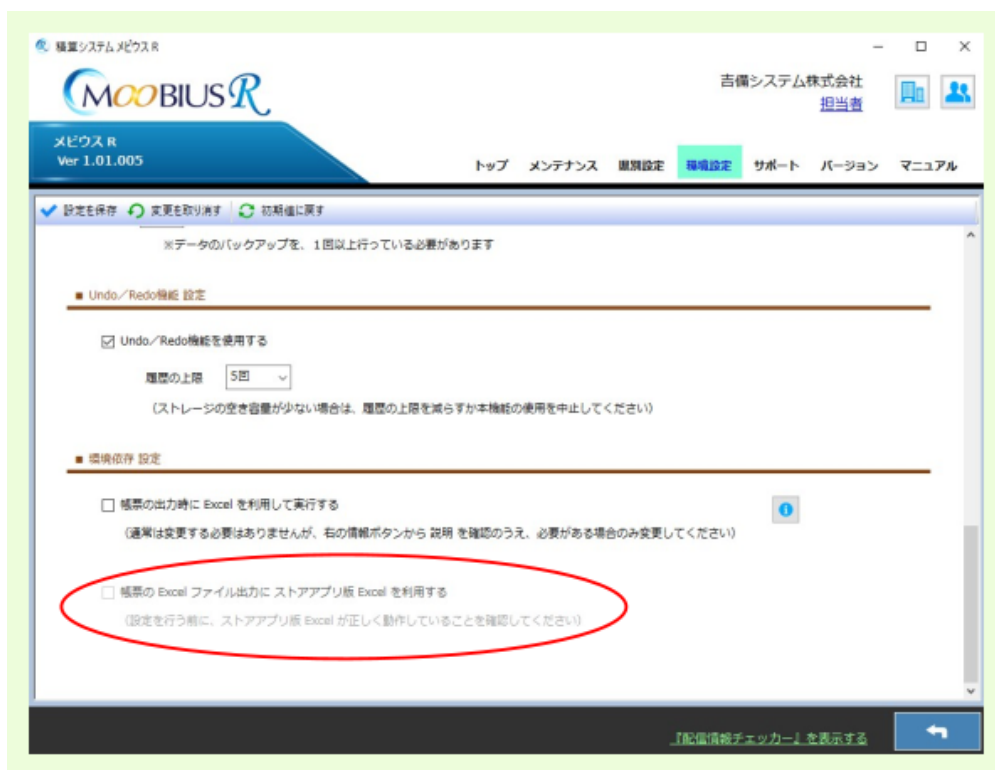 積算システム メビウス R
MOOBIUS R
吉備システム株式会社
担当者
メビウス R
Ver 1.01.005
トップ メンテナンス 県別設定 環境設定 サポート バージョン マニュアル
設定を保存 変更を取り消す 初期値に戻す
※データのバックアップを、1回以上行っている必要があります
■ Undo／Redo機能 設定
Undo／Redo機能を使用する
履歴の上限 5回
（ストレージの空き容量が少ない場合は、履歴の上限を減らすか本機能の使用を中止してください）
■ 環境依存 設定
帳票の出力時に Excel を利用して実行する
（通常は変更する必要はありませんが、右の情報ボタンから 説明 を確認のうえ、必要がある場合のみ変更してください）
帳票の Excel ファイル出力に ストアアプリ版 Excel を利用する
（設定を行う前に、ストアアプリ版 Excel が正しく動作していることを確認してください）
『配信情報チェッカー』を表示する